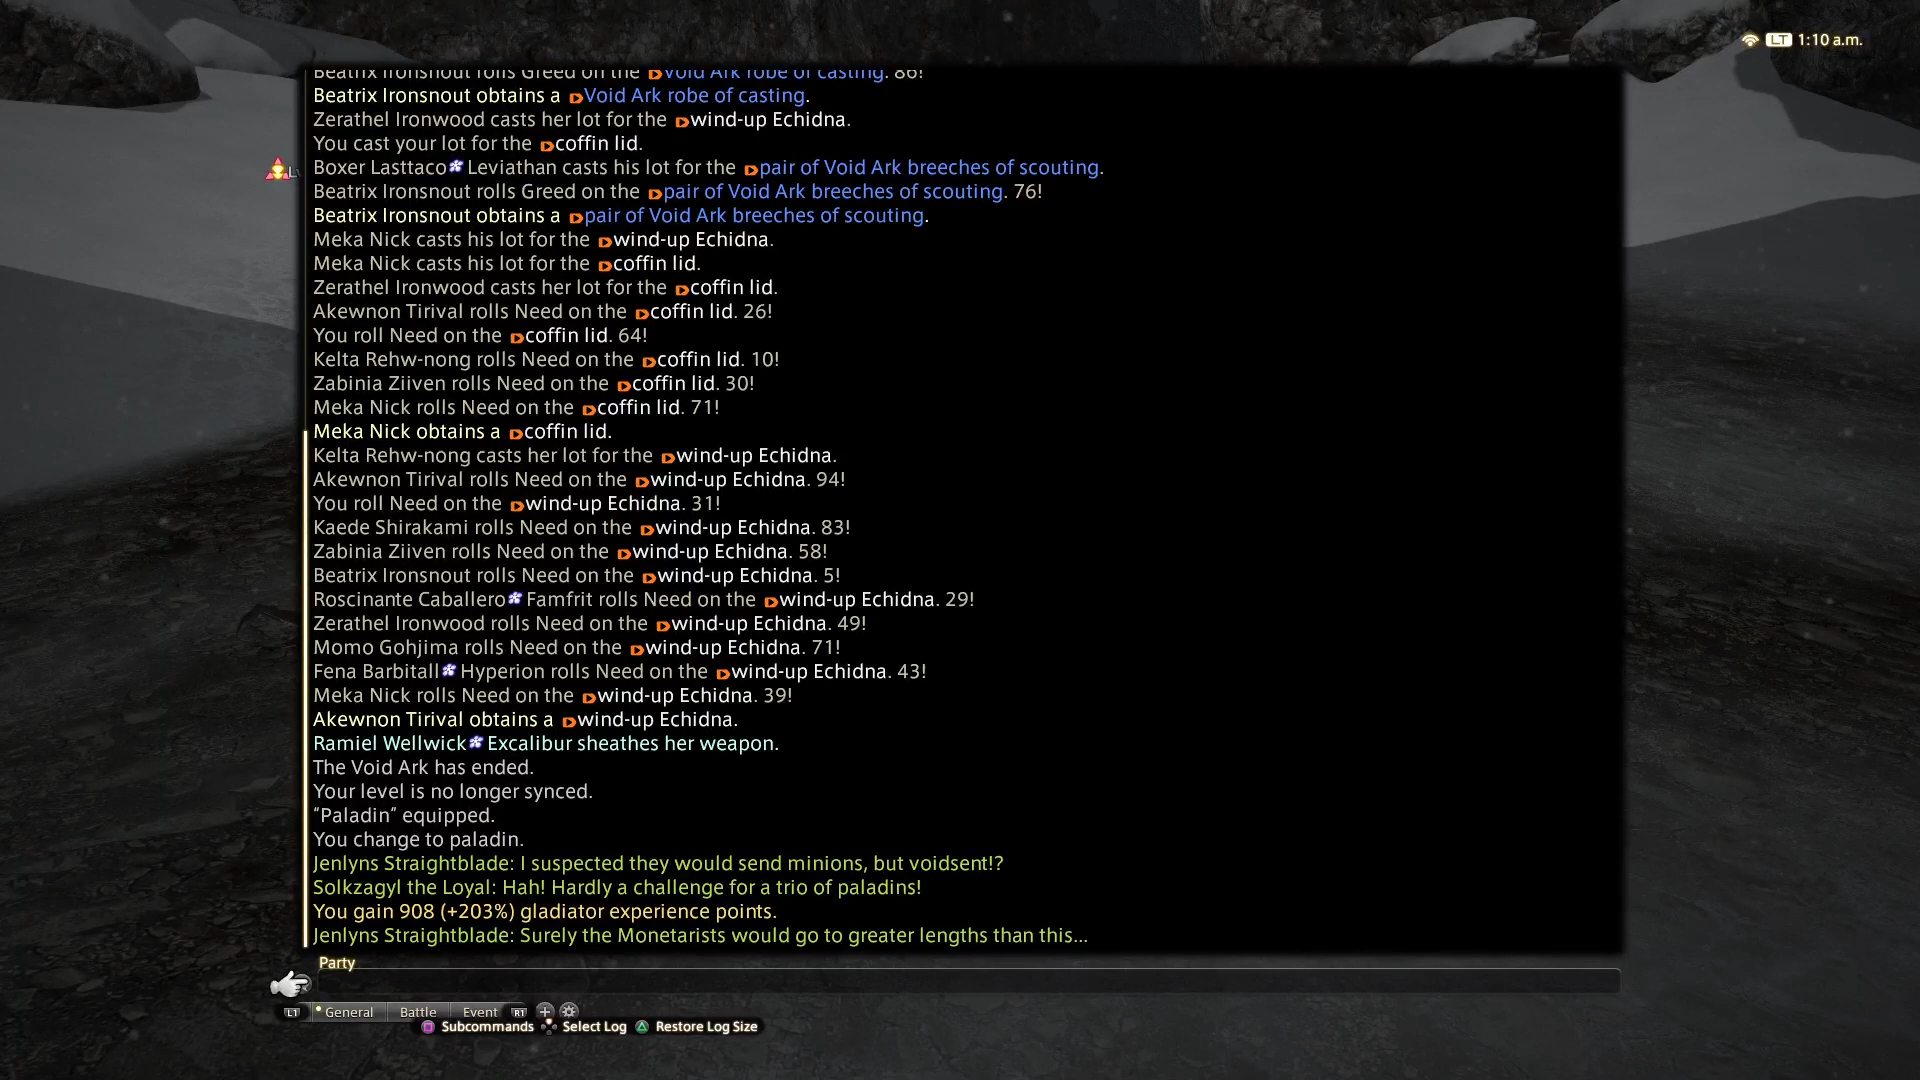 LT 1:10 a.m.
Beatrix Ironsnout rolls Greed on the Void Ark robe of casting. 86!
Beatrix Ironsnout obtains a Void Ark robe of casting.
Zerathel Ironwood casts her lot for the wind-up Echidna.
You cast your lot for the coffin lid.
Boxer Lasttaco Leviathan casts his lot for the pair of Void Ark breeches of scouting.
Beatrix Ironsnout rolls Greed on the pair of Void Ark breeches of scouting. 76!
Beatrix Ironsnout obtains a pair of Void Ark breeches of scouting.
Meka Nick casts his lot for the wind-up Echidna.
Meka Nick casts his lot for the coffin lid.
Zerathel Ironwood casts her lot for the coffin lid.
Akewnon Tirival rolls Need on the coffin lid. 26!
You roll Need on the coffin lid. 64!
Kelta Rehw-nong rolls Need on the coffin lid. 10!
Zabinia Ziiven rolls Need on the coffin lid. 30!
Meka Nick rolls Need on the coffin lid. 71!
Meka Nick obtains a coffin lid.
Kelta Rehw-nong casts her lot for the wind-up Echidna.
Akewnon Tirival rolls Need on the wind-up Echidna. 94!
You roll Need on the wind-up Echidna. 31!
Kaede Shirakami rolls Need on the wind-up Echidna. 83!
Zabinia Ziiven rolls Need on the wind-up Echidna. 58!
Beatrix Ironsnout rolls Need on the wind-up Echidna. 5!
Roscinante Caballero Famfrit rolls Need on the wind-up Echidna. 29!
Zerathel Ironwood rolls Need on the wind-up Echidna. 49!
Momo Gohjima rolls Need on the wind-up Echidna. 71!
Fena Barbitall Hyperion rolls Need on the wind-up Echidna. 43!
Meka Nick rolls Need on the wind-up Echidna. 39!
Akewnon Tirival obtains a wind-up Echidna.
Ramiel Wellwick Excalibur sheathes her weapon.
The Void Ark has ended.
Your level is no longer synced.
“Paladin” equipped.
You change to paladin.
Jenlyns Straightblade: I suspected they would send minions, but voidsent!?
Solkzagyl the Loyal: Hah! Hardly a challenge for a trio of paladins!
You gain 908 (+203%) gladiator experience points.
Jenlyns Straightblade: Surely the Monetarists would go to greater lengths than this...
Party
L1 General Battle Event R1
Subcommands Select Log Restore Log Size